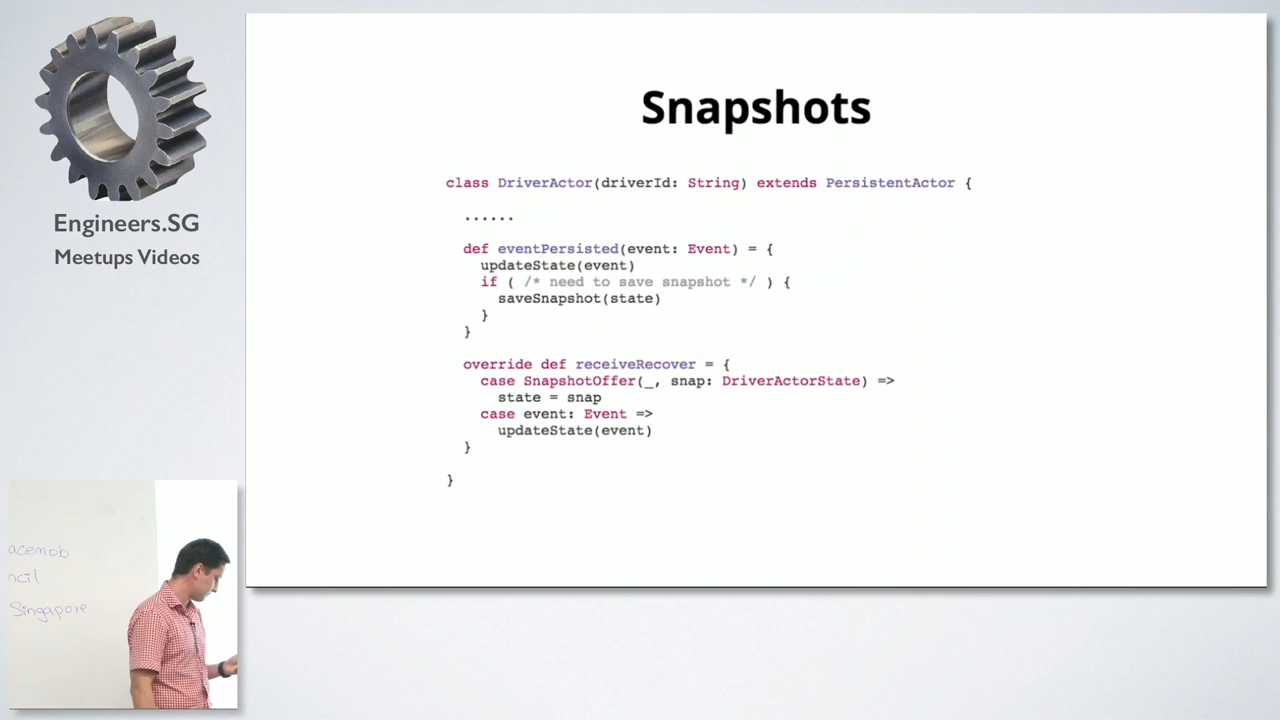 Engineers.SG
Meetups Videos
Snapshots
class DriverActor(driverId: String) extends PersistentActor {
......
def eventPersisted(event: Event) = {
updateState(event)
if ( /* need to save snapshot */ ) {
saveSnapshot(state)
}
}
override def receiveRecover = {
case SnapshotOffer(_, snap: DriverActorState) =>
state = snap
case event: Event =>
updateState(event)
}
}
acemob
ncil
Singapore